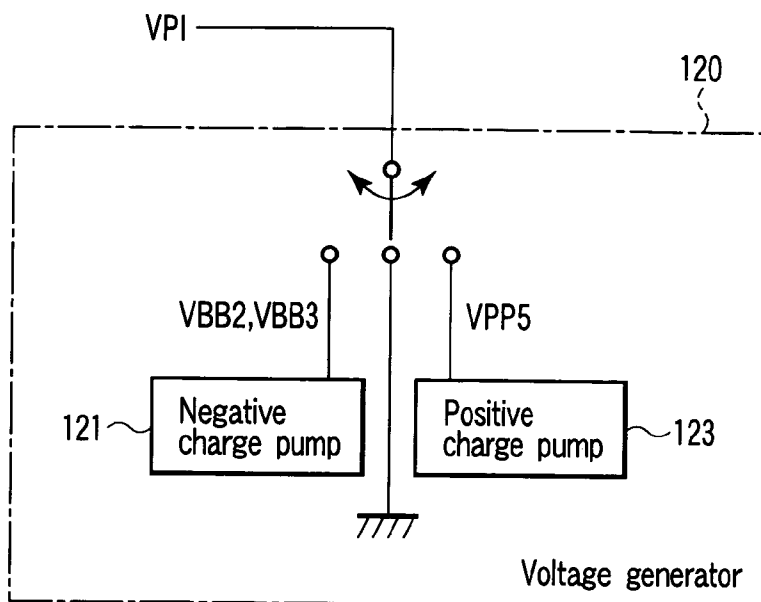 VPI
120
VBB2,VBB3
VPP5
121
Negative
charge pump
Positive
charge pump
123
Voltage generator